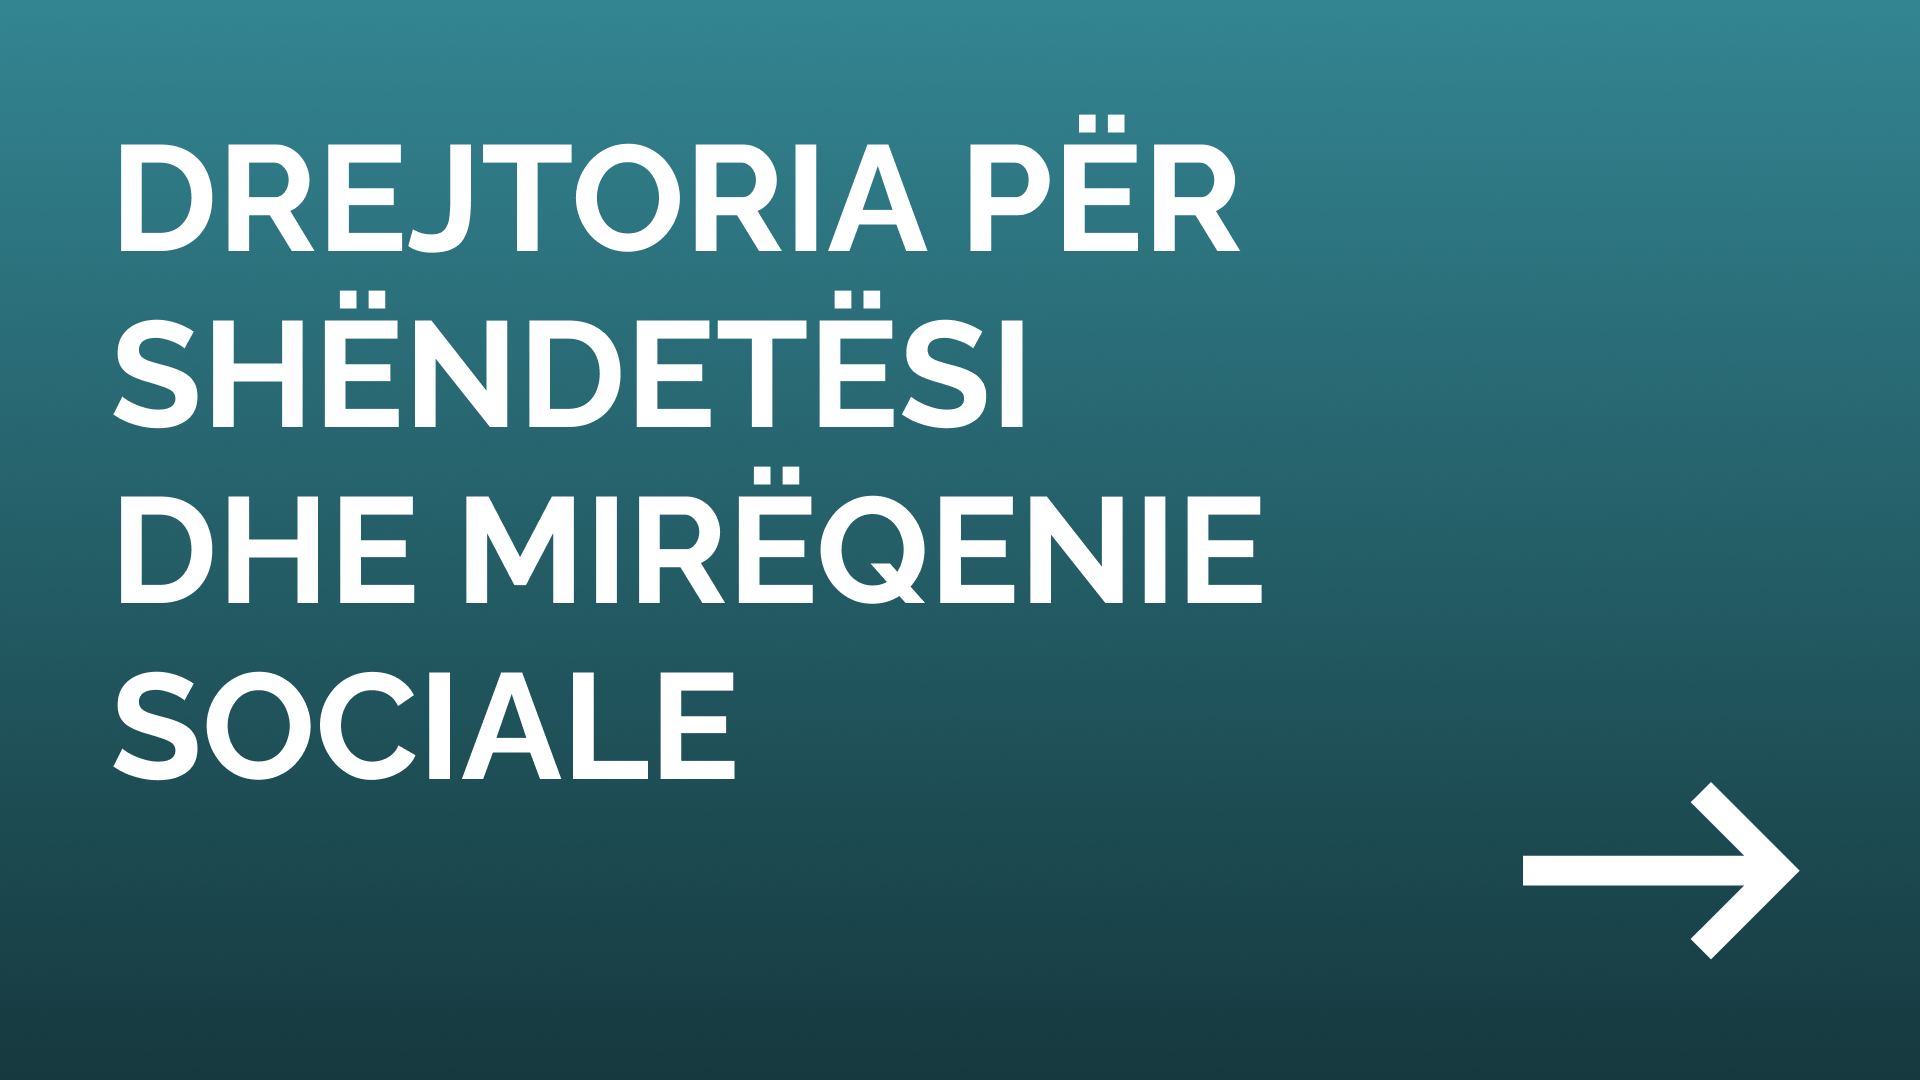 DREJTORIA PËR
SHËNDETËSI
DHE MIRËQENIE
SOCIALE